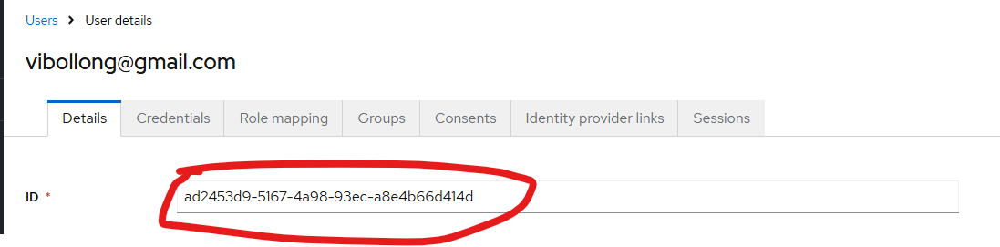 Users > User details
vibollong@gmail.com
Details Credentials Role mapping Groups Consents Identity provider links Sessions
ID * ad2453d9-5167-4a98-93ec-a8e4b66d414d